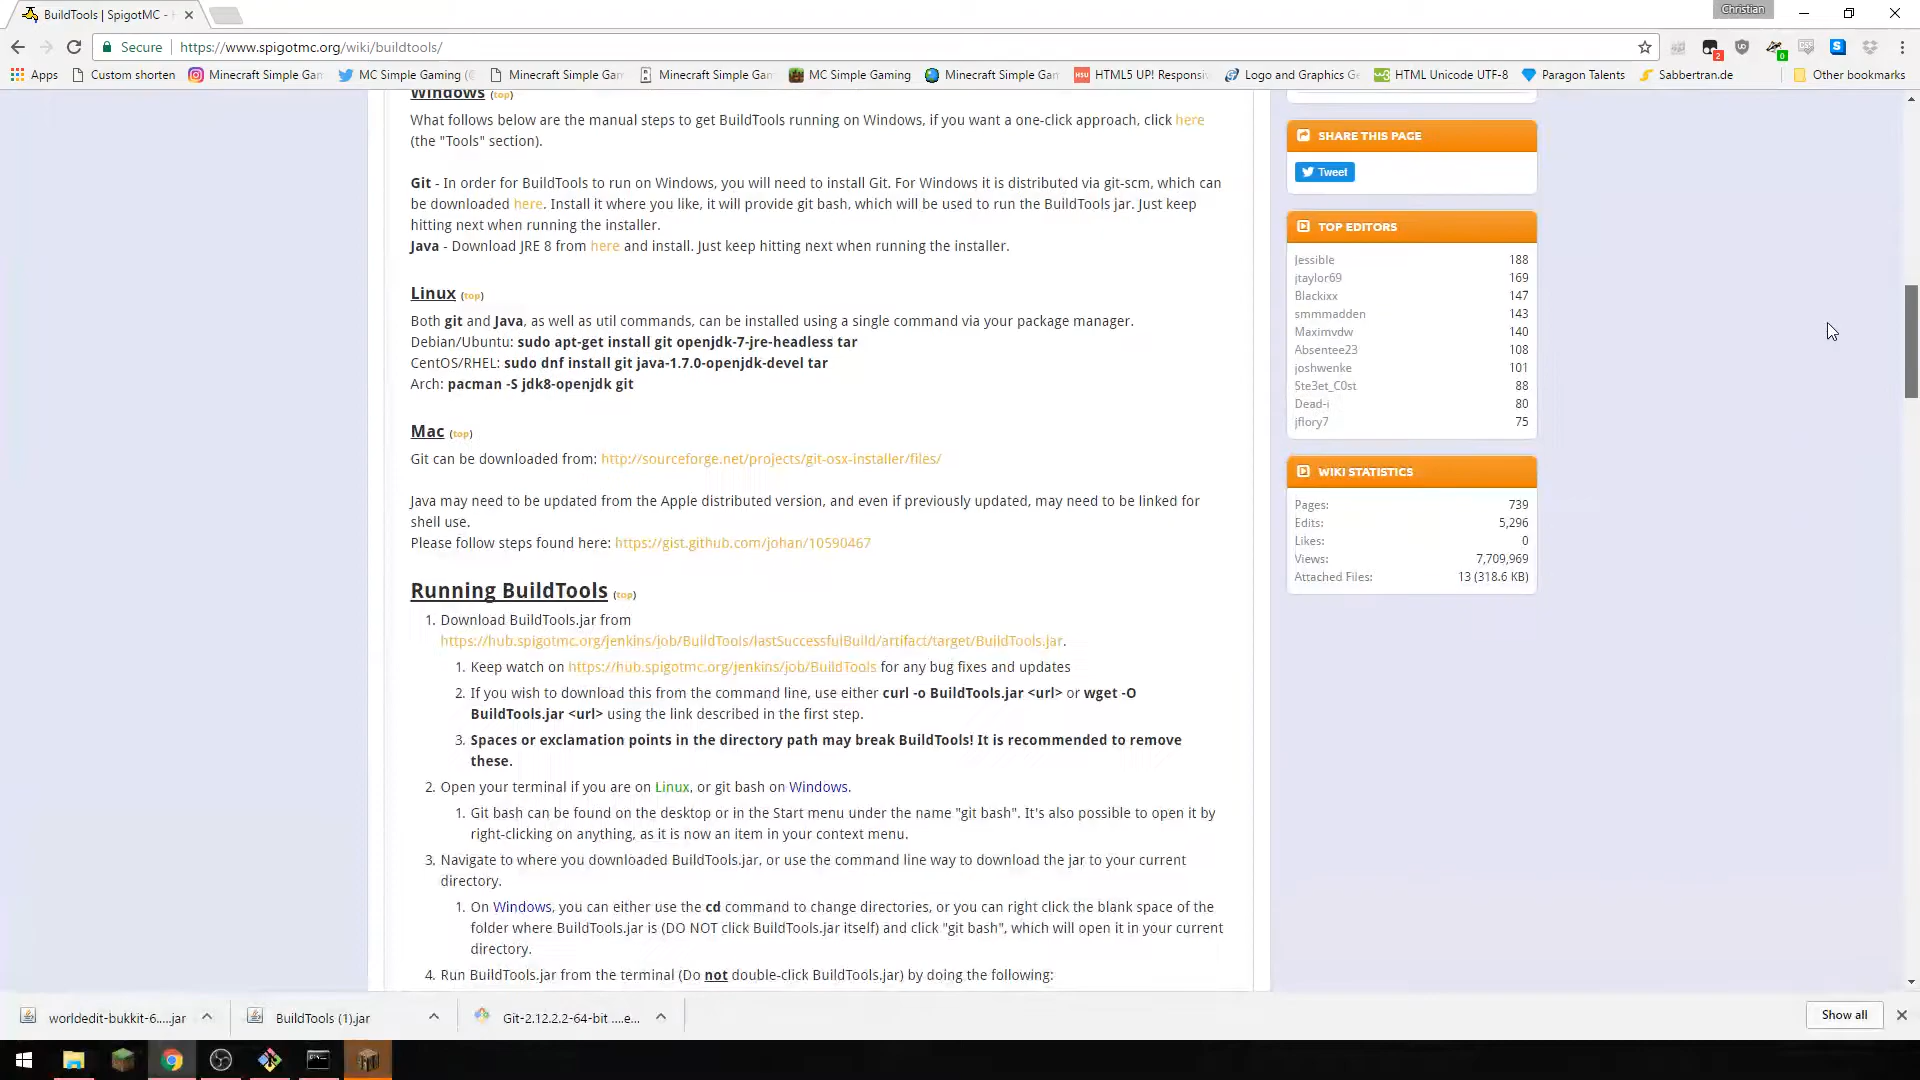 BuildTools | SpigotMC -
Christian
Secure
https://www.spigotmc.org/wiki/buildtools/
2
0
Apps
Custom shorten
Minecraft Simple Gam
MC Simple Gaming (
Minecraft Simple Gam
Minecraft Simple Gam
MC Simple Gaming
Minecraft Simple Gam
HTML5 UP! Responsiv
Logo and Graphics Ge
HTML Unicode UTF-8
Paragon Talents
Sabbertran.de
Other bookmarks
Windows (top)
What follows below are the manual steps to get BuildTools running on Windows, if you want a one-click approach, click here
(the "Tools" section).
Git - In order for BuildTools to run on Windows, you will need to install Git. For Windows it is distributed via git-scm, which can
be downloaded here. Install it where you like, it will provide git bash, which will be used to run the BuildTools jar. Just keep
hitting next when running the installer.
Java - Download JRE 8 from here and install. Just keep hitting next when running the installer.
Linux (top)
Both git and Java, as well as util commands, can be installed using a single command via your package manager.
Debian/Ubuntu: sudo apt-get install git openjdk-7-jre-headless tar
CentOS/RHEL: sudo dnf install git java-1.7.0-openjdk-devel tar
Arch: pacman -S jdk8-openjdk git
Mac (top)
Git can be downloaded from: http://sourceforge.net/projects/git-osx-installer/files/
Java may need to be updated from the Apple distributed version, and even if previously updated, may need to be linked for
shell use.
Please follow steps found here: https://gist.github.com/johan/10590467
Running BuildTools (top)
1. Download BuildTools.jar from
https://hub.spigotmc.org/jenkins/job/BuildTools/lastSuccessfulBuild/artifact/target/BuildTools.jar.
1. Keep watch on https://hub.spigotmc.org/jenkins/job/BuildTools for any bug fixes and updates
2. If you wish to download this from the command line, use either curl -o BuildTools.jar <url> or wget -O
BuildTools.jar <url> using the link described in the first step.
3. Spaces or exclamation points in the directory path may break BuildTools! It is recommended to remove
these.
2. Open your terminal if you are on Linux, or git bash on Windows.
1. Git bash can be found on the desktop or in the Start menu under the name "git bash". It's also possible to open it by
right-clicking on anything, as it is now an item in your context menu.
3. Navigate to where you downloaded BuildTools.jar, or use the command line way to download the jar to your current
directory.
1. On Windows, you can either use the cd command to change directories, or you can right click the blank space of the
folder where BuildTools.jar is (DO NOT click BuildTools.jar itself) and click "git bash", which will open it in your current
directory.
4. Run BuildTools.jar from the terminal (Do not double-click BuildTools.jar) by doing the following:
SHARE THIS PAGE
Tweet
TOP EDITORS
Jessible 188
jtaylor69 169
Blackixx 147
smmmadden 143
Maximvdw 140
Absentee23 108
joshwenke 101
Ste3et_C0st 88
Dead-i 80
jflory7 75
WIKI STATISTICS
Pages: 739
Edits: 5,296
Likes: 0
Views: 7,709,969
Attached Files: 13 (318.6 KB)
worldedit-bukkit-6.....jar
BuildTools (1).jar
Git-2.12.2.2-64-bit ....e...
Show all